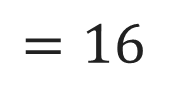 = 16